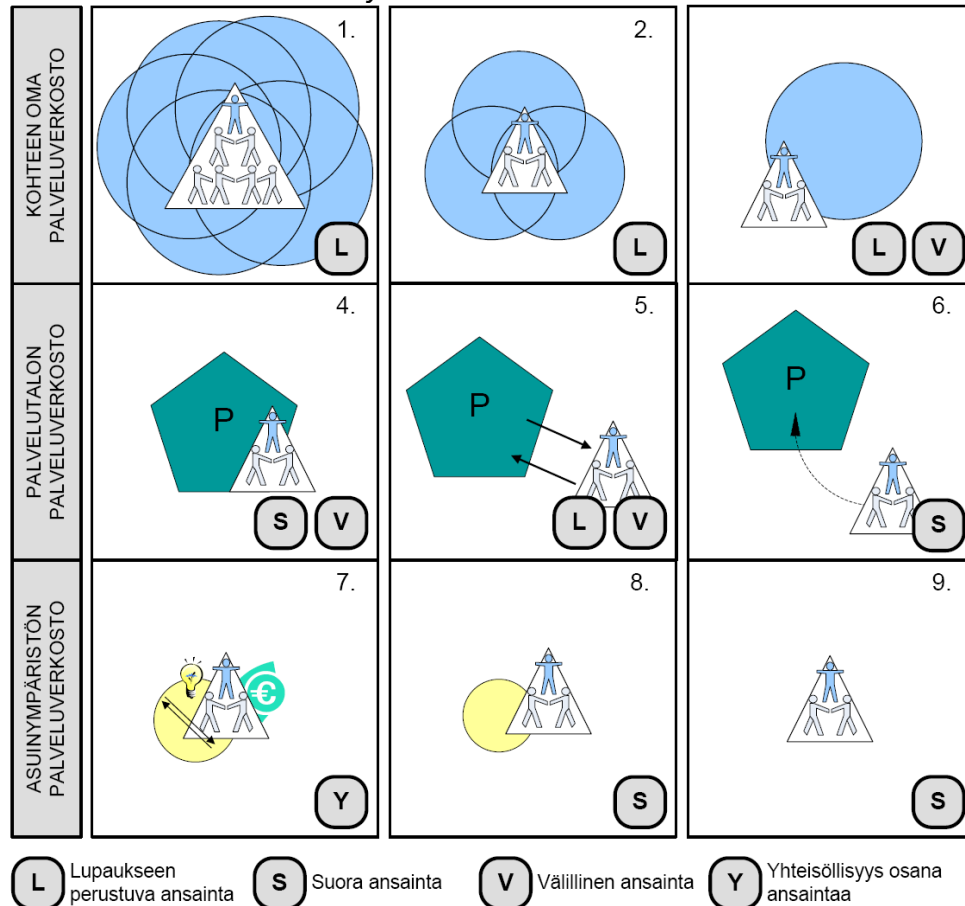 KOHTEEN OMA
PALVELUVERKOSTO
1.
L
2.
L
L V
PALVELUTALON
PALVELUVERKOSTO
4.
P
S V
5.
P
L V
6.
P
S
ASUINYMPÄRISTÖN
PALVELUVERKOSTO
7.
€
Y
8.
S
9.
S
L Lupaukseen
perustuva ansainta
S Suora ansainta
V Välillinen ansainta
Y Yhteisöllisyys osana
ansaintaa